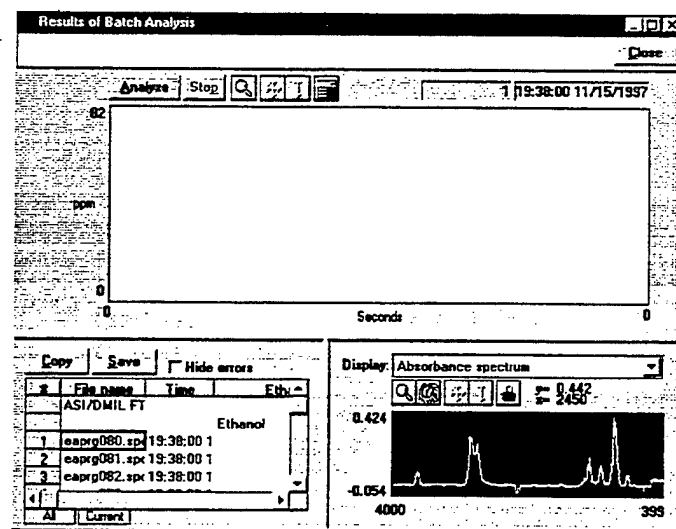 Results of Batch Analysis
Close
Analyze Stop 1 19:38:00 11/15/1997
82
ppm
0
0 Seconds 0
Copy Save Hide errors
# File name Time Eth
ASI/DMIL FT
Ethanol
1 eaprg080.spc 19:38:00 1
2 eaprg081.spc 19:38:00 1
3 eaprg082.spc 19:38:00 1
All Current
Display: Absorbance spectrum
y= 0.442
x= 2450
0.424
-0.054
4000 399